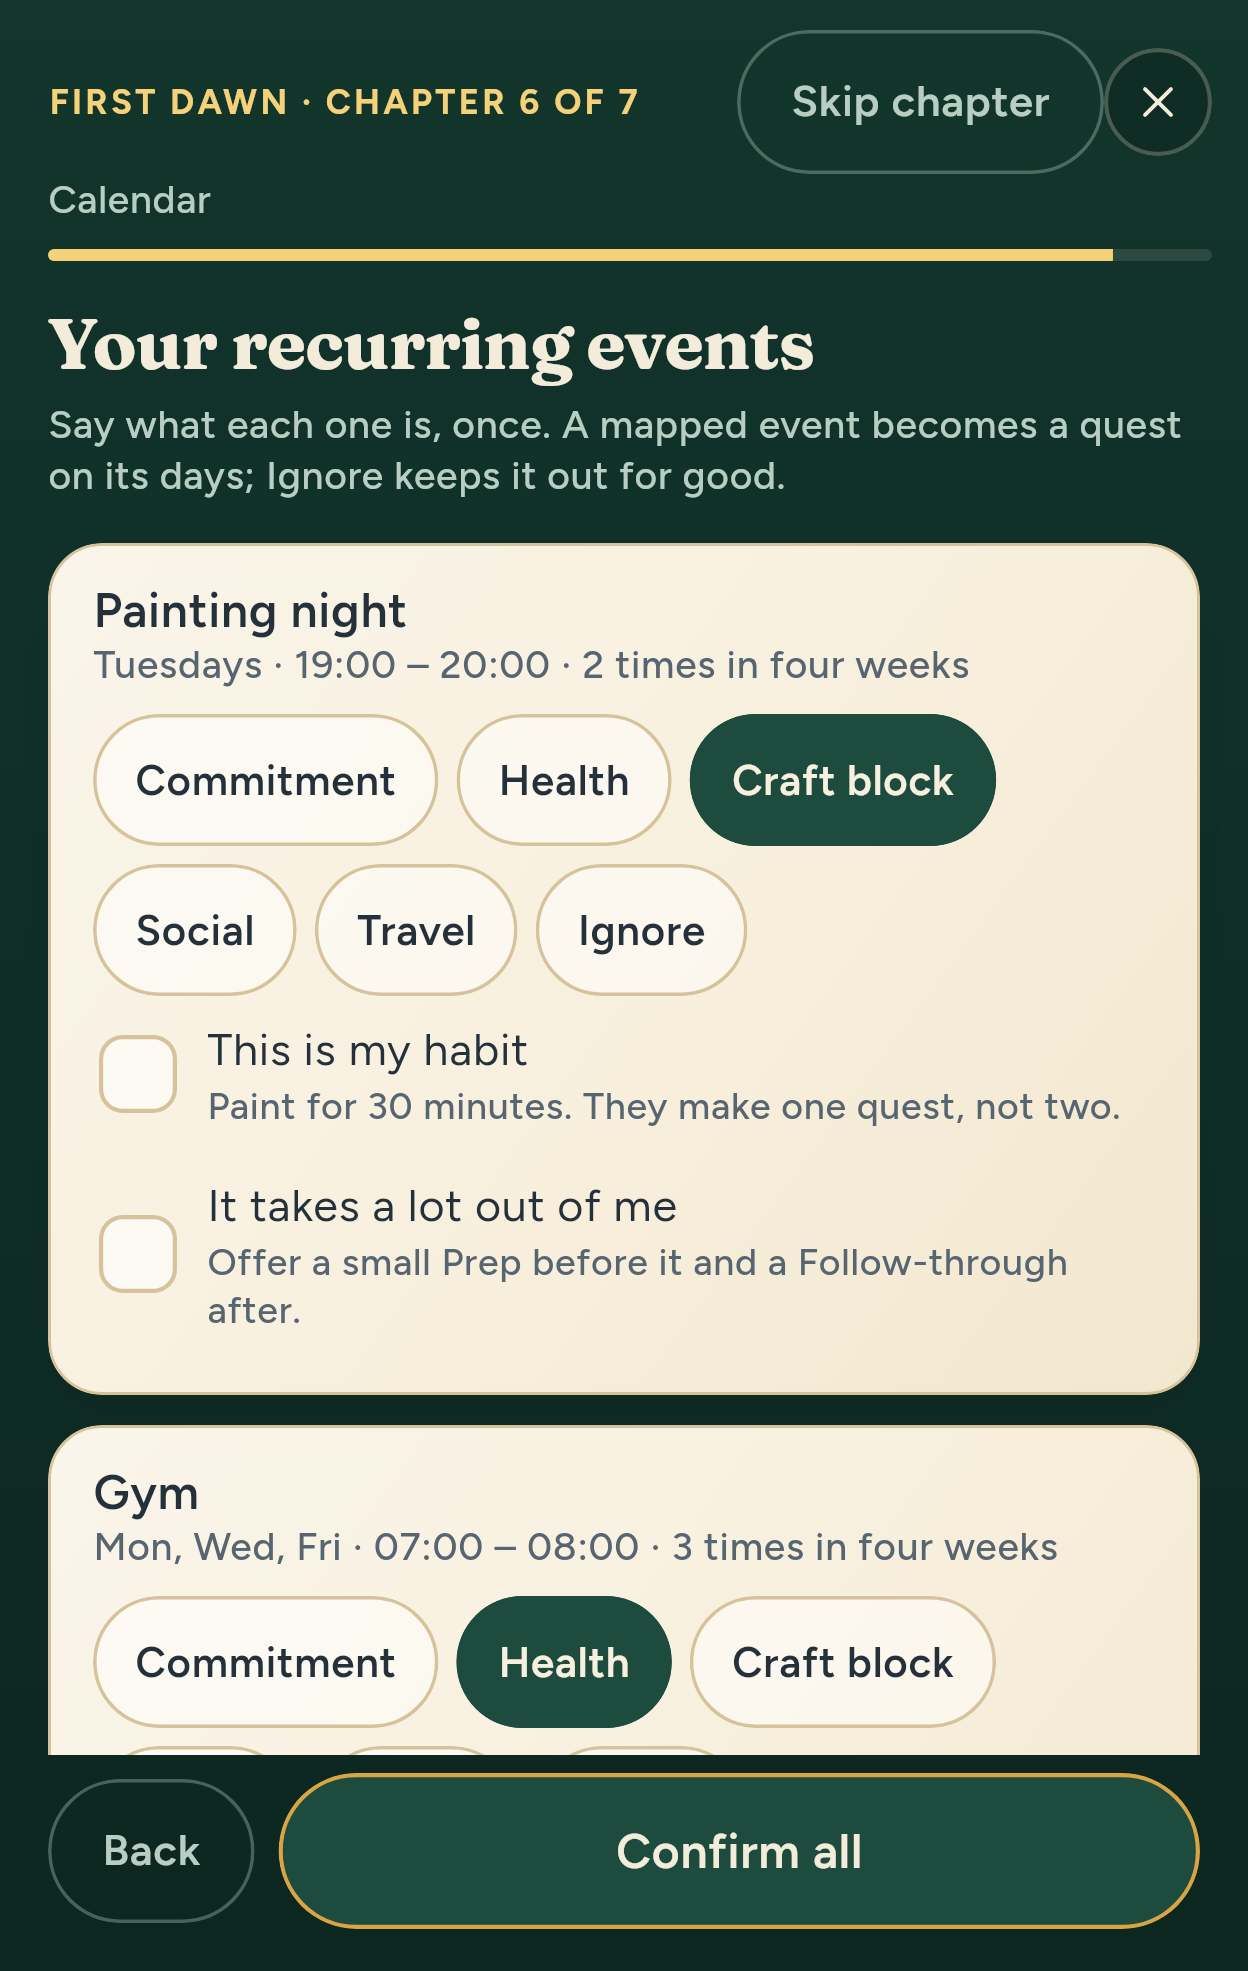 FIRST DAWN · CHAPTER 6 OF 7
Skip chapter
Calendar
Your recurring events
Say what each one is, once. A mapped event becomes a quest
on its days; Ignore keeps it out for good.
Painting night
Tuesdays · 19:00 – 20:00 · 2 times in four weeks
Commitment
Health
Craft block
Social
Travel
Ignore
This is my habit
Paint for 30 minutes. They make one quest, not two.
It takes a lot out of me
Offer a small Prep before it and a Follow-through
after.
Gym
Mon, Wed, Fri · 07:00 – 08:00 · 3 times in four weeks
Commitment
Health
Craft block
Back
Confirm all